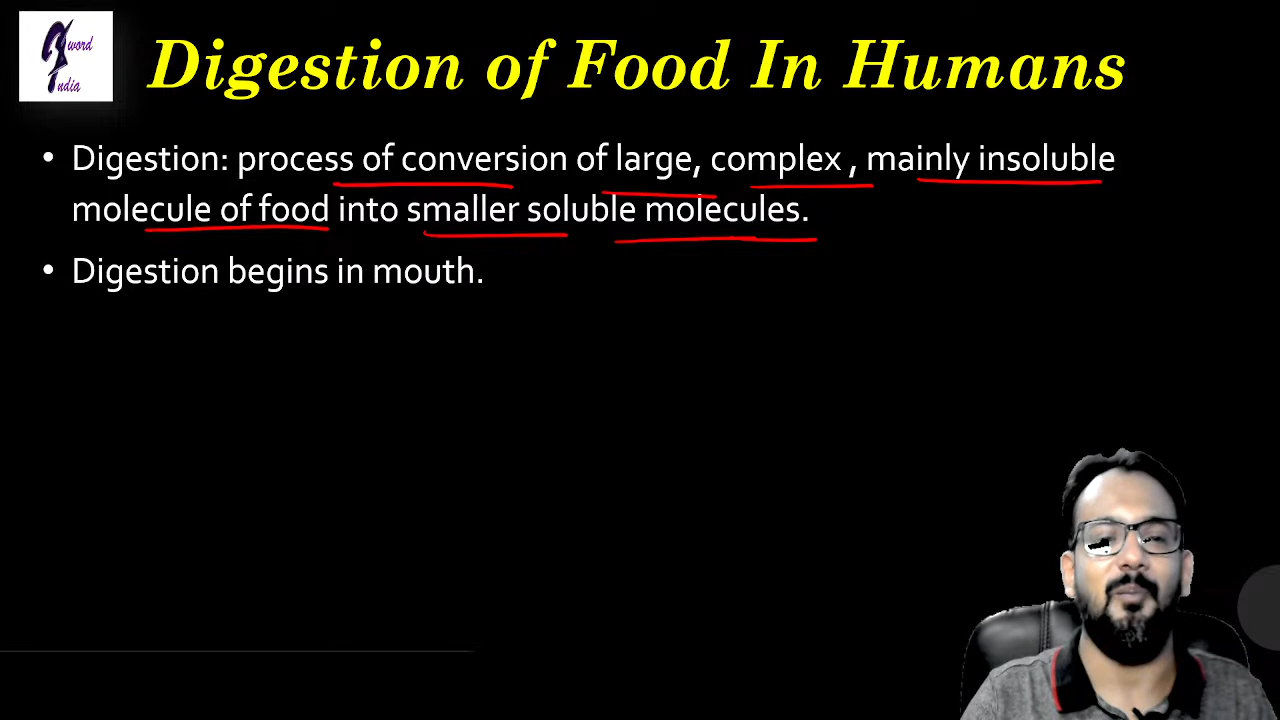 word
India
Digestion of Food In Humans
• Digestion: process of conversion of large, complex , mainly insoluble
molecule of food into smaller soluble molecules.
• Digestion begins in mouth.